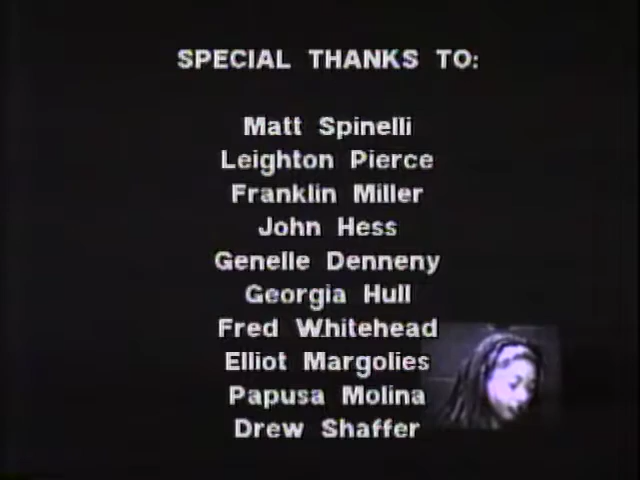 SPECIAL THANKS TO:
Matt Spinelli
Leighton Pierce
Franklin Miller
John Hess
Genelle Denneny
Georgia Hull
Fred Whitehead
Elliot Margolies
Papusa Molina
Drew Shaffer